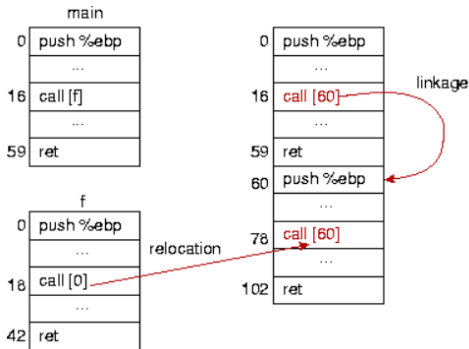 main
0 push %ebp
...
16 call [f]
...
59 ret
f
0 push %ebp
...
18 call [0]
...
42 ret
relocation
0 push %ebp
...
16 call [60]
...
59 ret
60 push %ebp
...
78 call [60]
...
102 ret
linkage